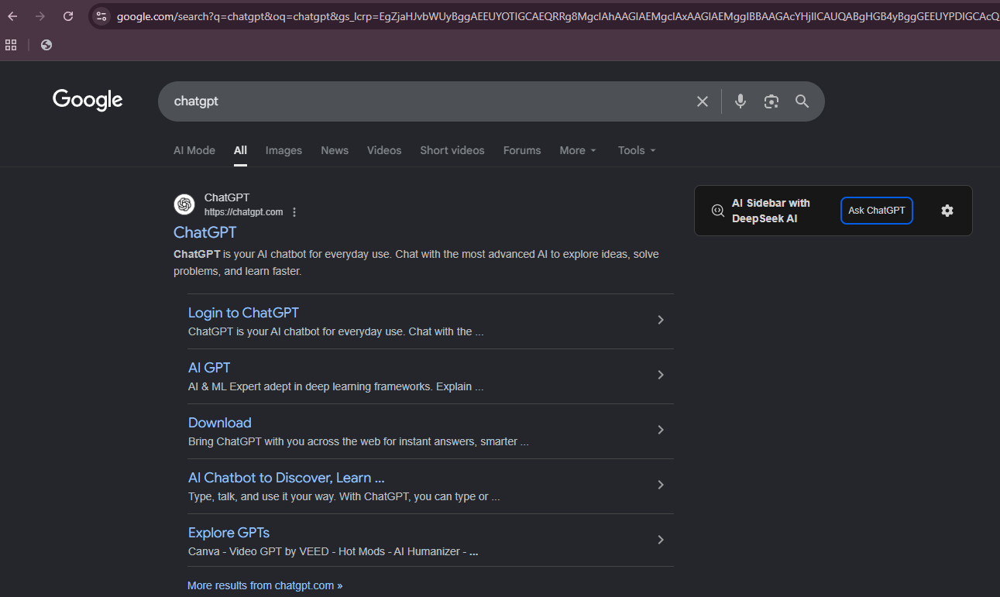 google.com/search?q=chatgpt&oq=chatgpt&gs_lcrp=EgZjaHJvbWUyBggAEEUYOTIGCAEQRRg8MgcIAhAAGIAEMgcIAxAAGIAEMggIBBAAGAcYHjIICAUQABgHGB4yBggGEEUYPDIGCAcQ
Google
chatgpt
AI Mode All Images News Videos Short videos Forums More Tools
ChatGPT
https://chatgpt.com
ChatGPT
ChatGPT is your AI chatbot for everyday use. Chat with the most advanced AI to explore ideas, solve
problems, and learn faster.
Login to ChatGPT
ChatGPT is your AI chatbot for everyday use. Chat with the ...
AI GPT
AI & ML Expert adept in deep learning frameworks. Explain ...
Download
Bring ChatGPT with you across the web for instant answers, smarter ...
AI Chatbot to Discover, Learn ...
Type, talk, and use it your way. With ChatGPT, you can type or ...
Explore GPTs
Canva - Video GPT by VEED - Hot Mods - AI Humanizer - ...
More results from chatgpt.com »
AI Sidebar with
DeepSeek AI
Ask ChatGPT